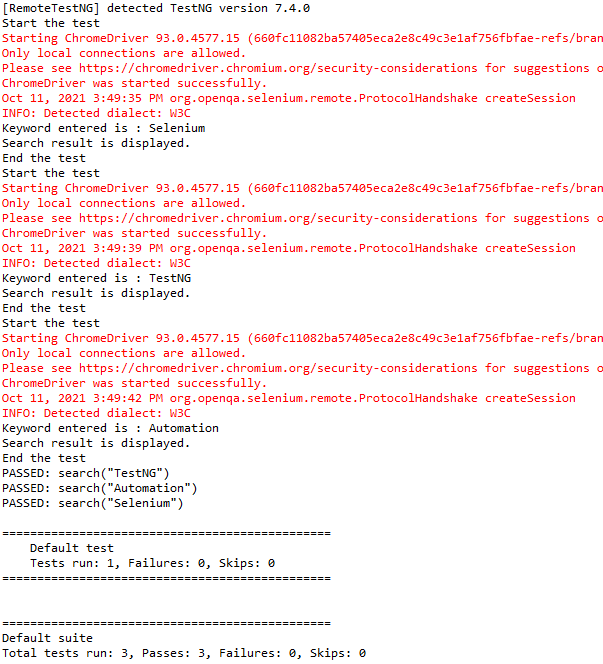 [RemoteTestNG] detected TestNG version 7.4.0
Start the test
Starting ChromeDriver 93.0.4577.15 (660fc11082ba57405eca2e8c49c3e1af756fbfae-refs/bran
Only local connections are allowed.
Please see https://chromedriver.chromium.org/security-considerations for suggestions o
ChromeDriver was started successfully.
Oct 11, 2021 3:49:35 PM org.openqa.selenium.remote.ProtocolHandshake createSession
INFO: Detected dialect: W3C
Keyword entered is : Selenium
Search result is displayed.
End the test
Start the test
Starting ChromeDriver 93.0.4577.15 (660fc11082ba57405eca2e8c49c3e1af756fbfae-refs/bran
Only local connections are allowed.
Please see https://chromedriver.chromium.org/security-considerations for suggestions o
ChromeDriver was started successfully.
Oct 11, 2021 3:49:39 PM org.openqa.selenium.remote.ProtocolHandshake createSession
INFO: Detected dialect: W3C
Keyword entered is : TestNG
Search result is displayed.
End the test
Start the test
Starting ChromeDriver 93.0.4577.15 (660fc11082ba57405eca2e8c49c3e1af756fbfae-refs/bran
Only local connections are allowed.
Please see https://chromedriver.chromium.org/security-considerations for suggestions o
ChromeDriver was started successfully.
Oct 11, 2021 3:49:42 PM org.openqa.selenium.remote.ProtocolHandshake createSession
INFO: Detected dialect: W3C
Keyword entered is : Automation
Search result is displayed.
End the test
PASSED: search("TestNG")
PASSED: search("Automation")
PASSED: search("Selenium")
===============================================
Default test
Tests run: 1, Failures: 0, Skips: 0
===============================================
===============================================
Default suite
Total tests run: 3, Passes: 3, Failures: 0, Skips: 0